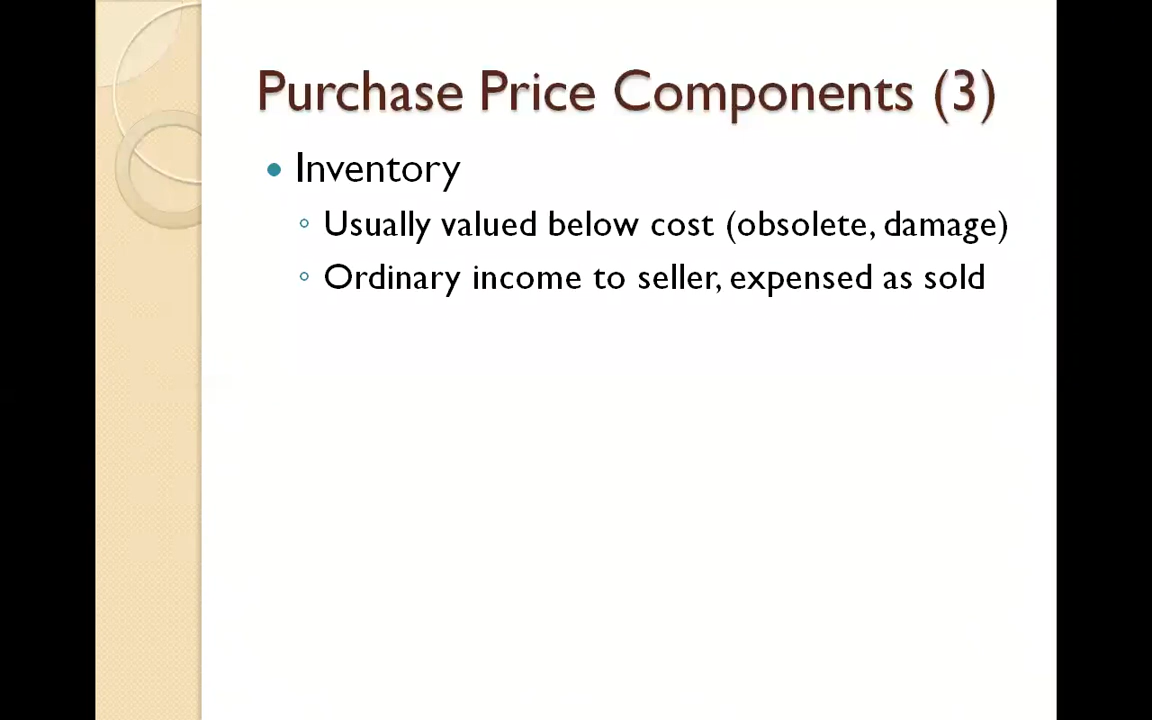 Purchase Price Components (3)
Inventory
Usually valued below cost (obsolete, damage)
Ordinary income to seller, expensed as sold